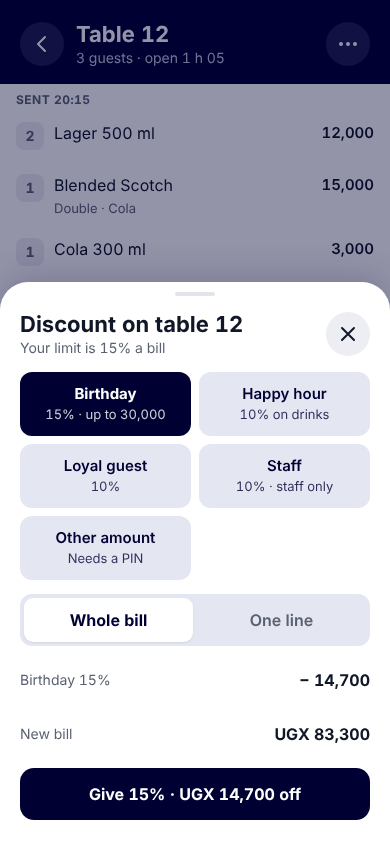 Table 12
3 guests · open 1 h 05
SENT 20:15
2 Lager 500 ml 12,000
1 Blended Scotch 15,000
Double · Cola
1 Cola 300 ml 3,000
Discount on table 12
Your limit is 15% a bill
Birthday
15% · up to 30,000
Happy hour
10% on drinks
Loyal guest
10%
Staff
10% · staff only
Other amount
Needs a PIN
Whole bill One line
Birthday 15% − 14,700
New bill UGX 83,300
Give 15% · UGX 14,700 off